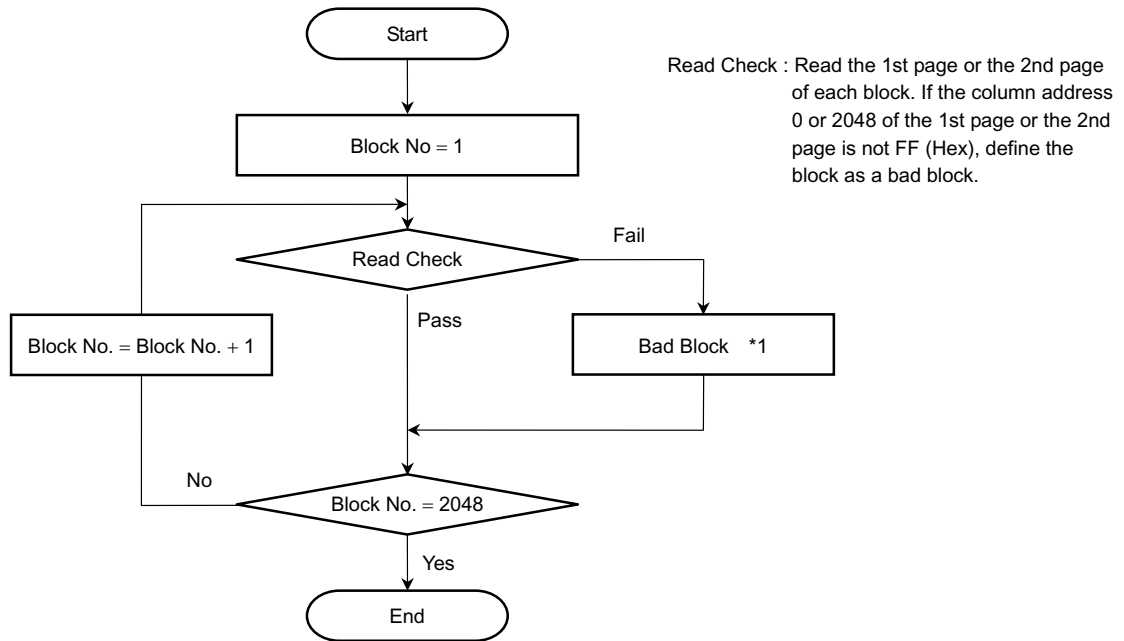 Start
Read Check : Read the 1st page or the 2nd page
of each block. If the column address
0 or 2048 of the 1st page or the 2nd
page is not FF (Hex), define the
block as a bad block.
Block No = 1
Fail
Read Check
Pass
Block No. = Block No. + 1
Bad Block *1
No
Block No. = 2048
Yes
End